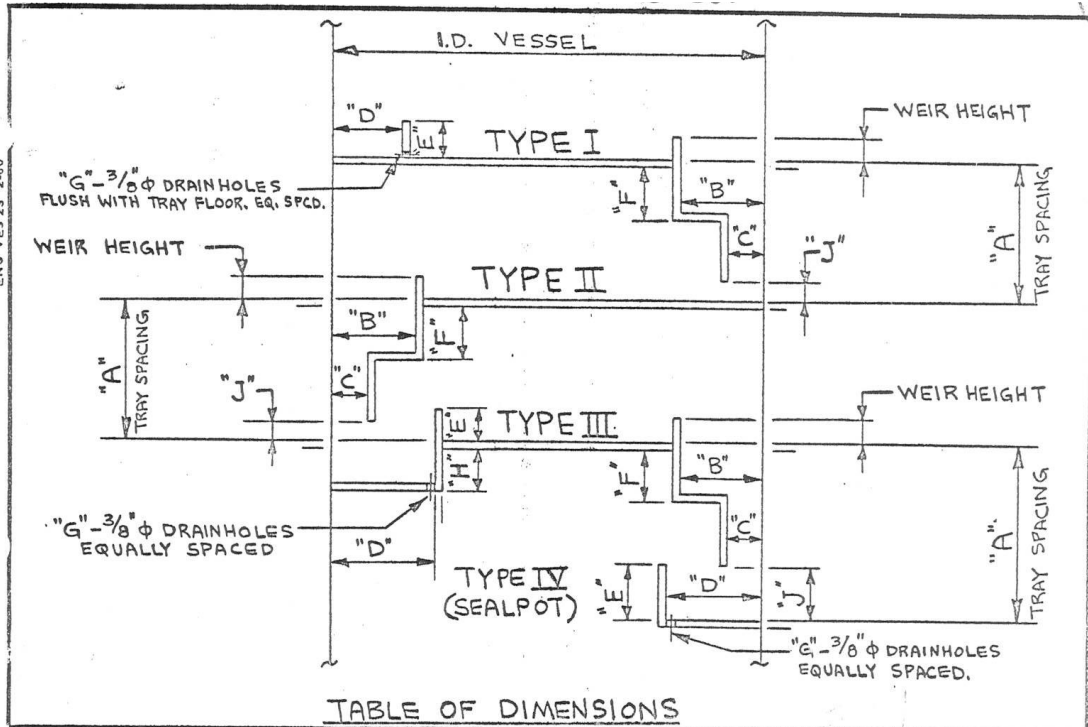 I.D. VESSEL
"D"
"E"
TYPE I
WEIR HEIGHT
"G"-3/8"ϕ DRAINHOLES
FLUSH WITH TRAY FLOOR. EQ. SPCD.
"F"
"B"
"C"
"J"
"A"
TRAY SPACING
WEIR HEIGHT
TYPE II
"B"
"F"
"A"
TRAY SPACING
"C"
"J"
WEIR HEIGHT
"E"
TYPE III
"H"
"F"
"B"
"C"
"A"
TRAY SPACING
"G"-3/8"ϕ DRAINHOLES
EQUALLY SPACED
"D"
TYPE IV
(SEALPOT)
"E"
"D"
"J"
"G"-3/8"ϕ DRAINHOLES
EQUALLY SPACED.
TABLE OF DIMENSIONS